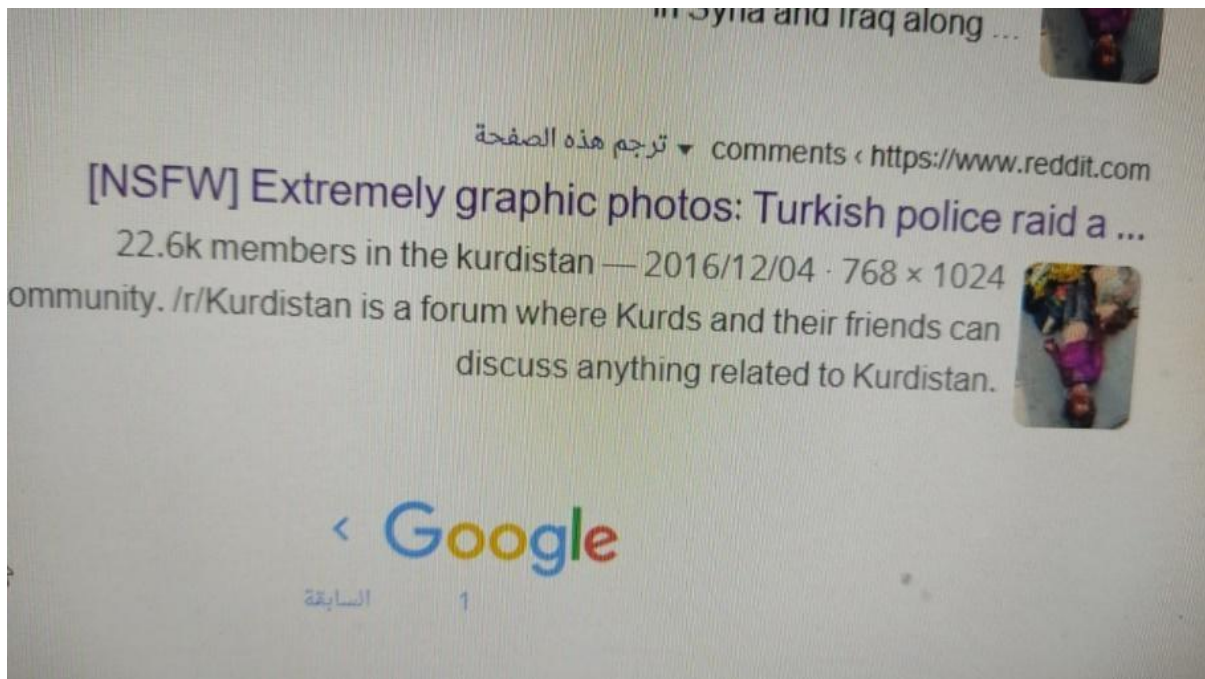 in Syria and Iraq along ...
https://www.reddit.com › comments ▾ ترجم هذه الصفحة
[NSFW] Extremely graphic photos: Turkish police raid a ...
22.6k members in the kurdistan — 2016/12/04 · 768 × 1024
ommunity. /r/Kurdistan is a forum where Kurds and their friends can
discuss anything related to Kurdistan.
Google
السابقة 1